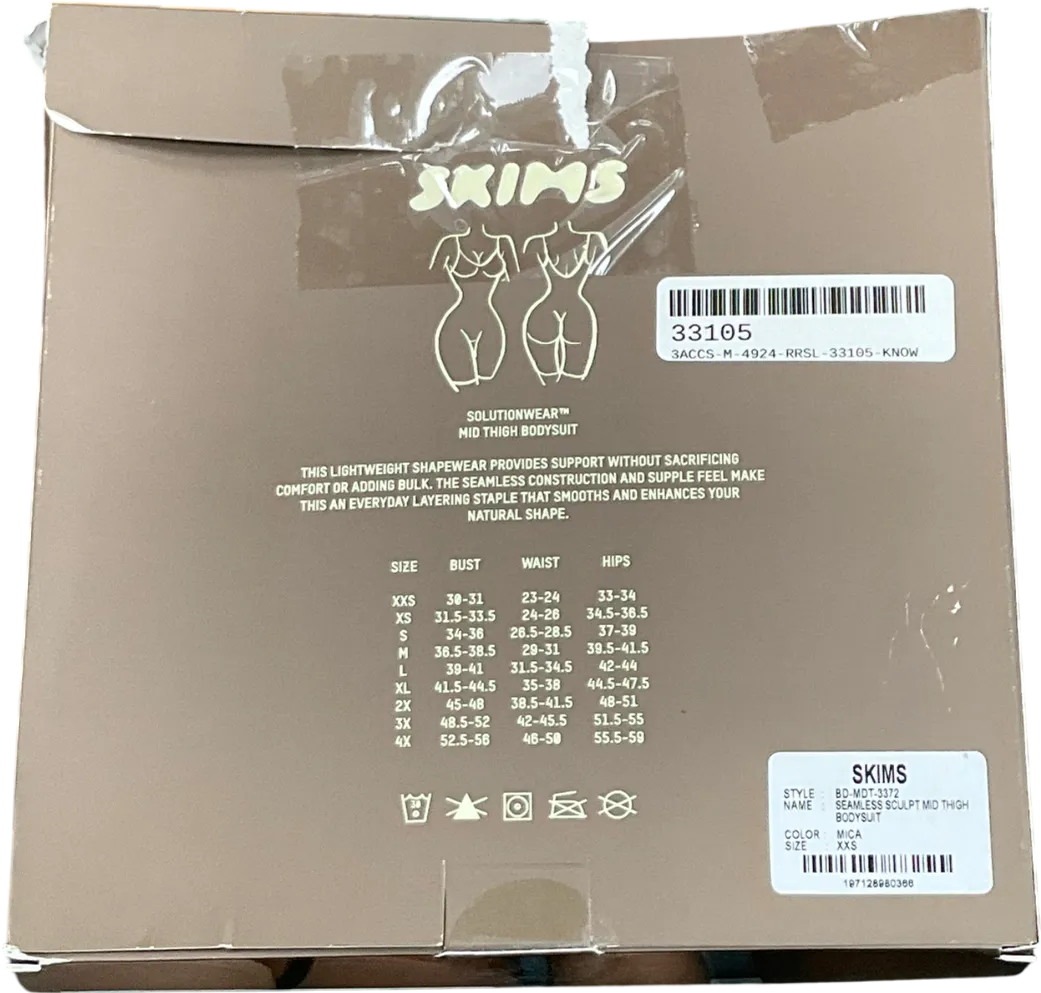 SKIMS
33105
3ACCS-M-4924-RRSL-33105-KNOW
SOLUTIONWEAR™
MID THIGH BODYSUIT
THIS LIGHTWEIGHT SHAPEWEAR PROVIDES SUPPORT WITHOUT SACRIFICING
COMFORT OR ADDING BULK. THE SEAMLESS CONSTRUCTION AND SUPPLE FEEL MAKE
THIS AN EVERYDAY LAYERING STAPLE THAT SMOOTHS AND ENHANCES YOUR
NATURAL SHAPE.
SIZE BUST WAIST HIPS
XXS 30-31 23-24 33-34
XS 31.5-33.5 24-26 34.5-36.5
S 34-36 26.5-28.5 37-39
M 36.5-38.5 29-31 39.5-41.5
L 39-41 31.5-34.5 42-44
XL 41.5-44.5 35-38 44.5-47.5
2X 45-48 38.5-41.5 48-51
3X 48.5-52 42-45.5 51.5-55
4X 52.5-56 46-50 55.5-59
30
SKIMS
STYLE : BD-MDT-3372
NAME : SEAMLESS SCULPT MID THIGH
BODYSUIT
COLOR : MICA
SIZE : XXS
197128980366